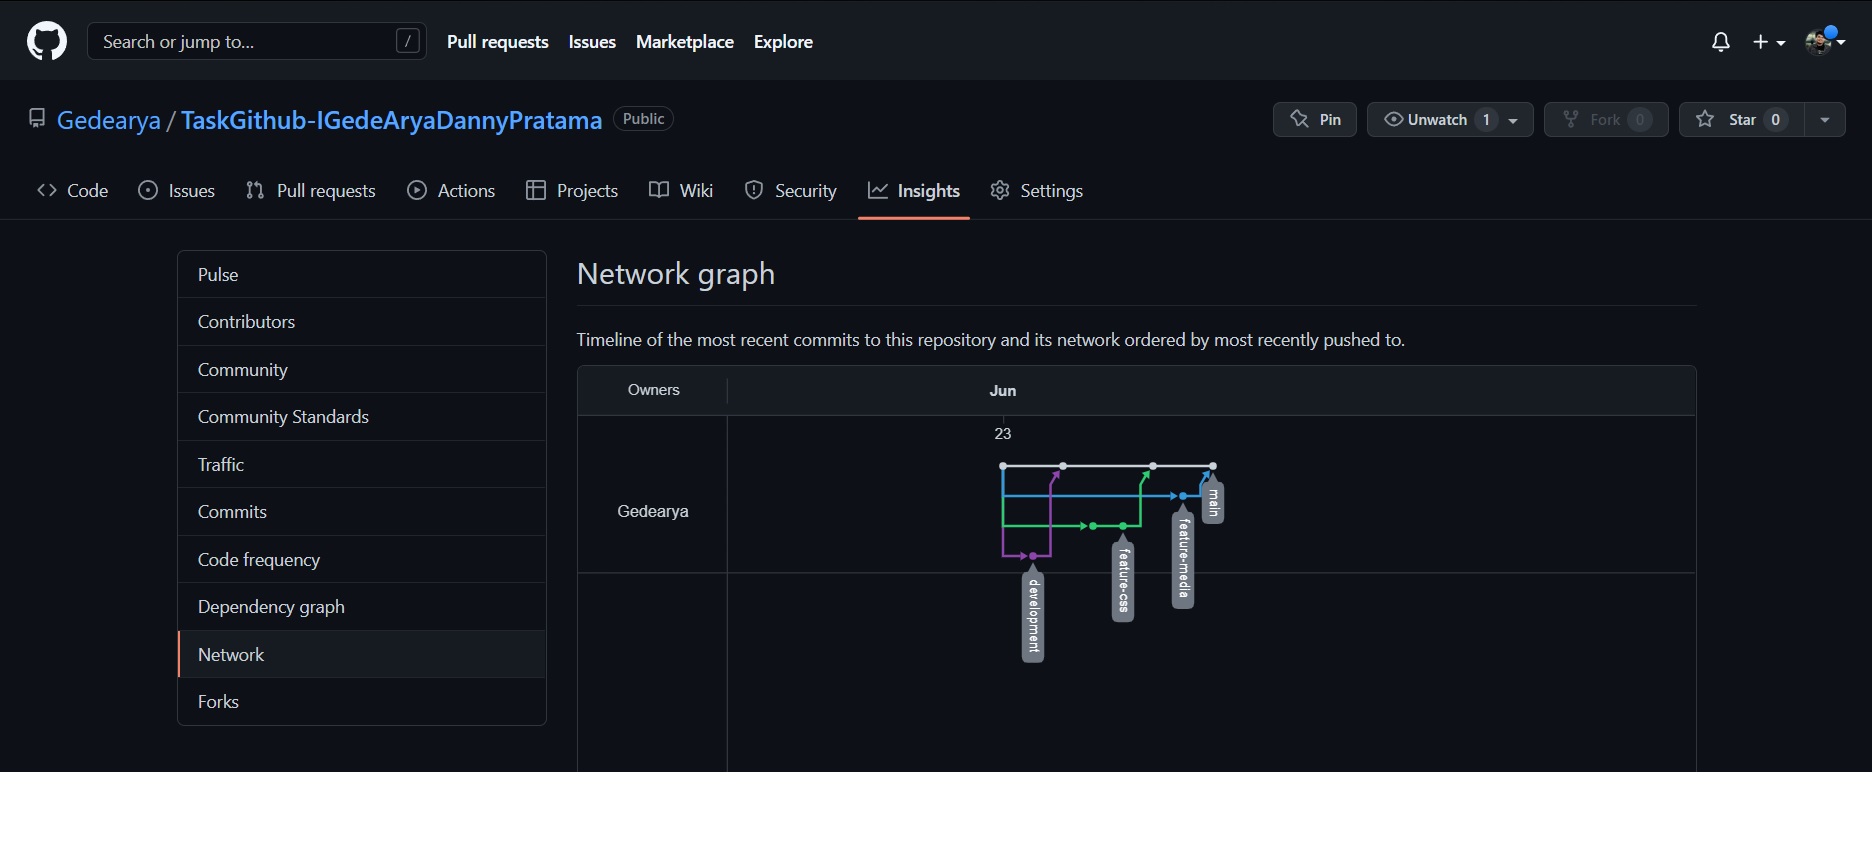 Search or jump to... /
Pull requests Issues Marketplace Explore
Gedearya / TaskGithub-IGedeAryaDannyPratama Public
Pin Unwatch 1 Fork 0 Star 0
Code Issues Pull requests Actions Projects Wiki Security Insights Settings
Pulse
Contributors
Community
Community Standards
Traffic
Commits
Code frequency
Dependency graph
Network
Forks
Network graph
Timeline of the most recent commits to this repository and its network ordered by most recently pushed to.
Owners Jun
23
Gedearya
main
feature-media
feature-css
development